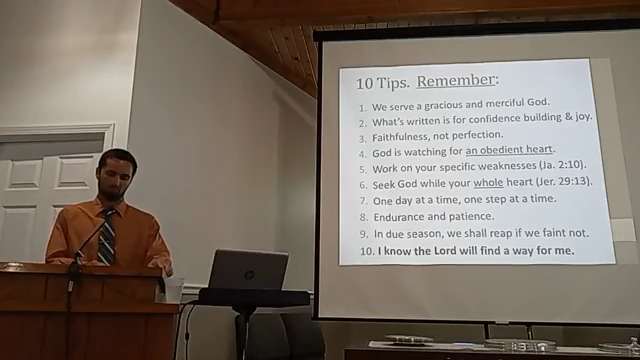 10 Tips. Remember:
1. We serve a gracious and merciful God.
2. What's written is for confidence building & joy.
3. Faithfulness, not perfection.
4. God is watching for an obedient heart.
5. Work on your specific weaknesses (Ja. 2:10).
6. Seek God while your whole heart (Jer. 29:13).
7. One day at a time, one step at a time.
8. Endurance and patience.
9. In due season, we shall reap if we faint not.
10. I know the Lord will find a way for me.
hp